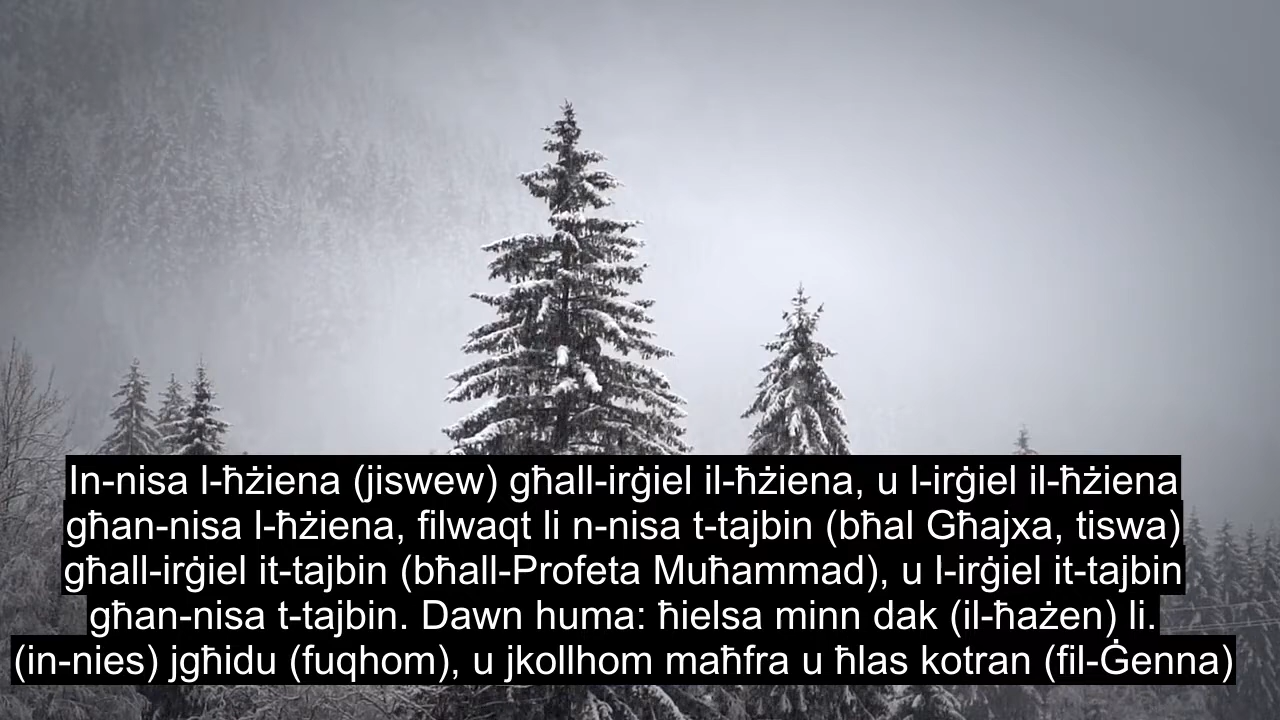 In-nisa l-ħżiena (jiswew) għall-irġiel il-ħżiena, u l-irġiel il-ħżiena
għan-nisa l-ħżiena, filwaqt li n-nisa t-tajbin (bħal Għajxa, tiswa)
għall-irġiel it-tajbin (bħall-Profeta Muħammad), u l-irġiel it-tajbin
għan-nisa t-tajbin. Dawn huma: ħielsa minn dak (il-ħażen) li.
(in-nies) jgħidu (fuqhom), u jkollhom maħfra u ħlas kotran (fil-Ġenna)